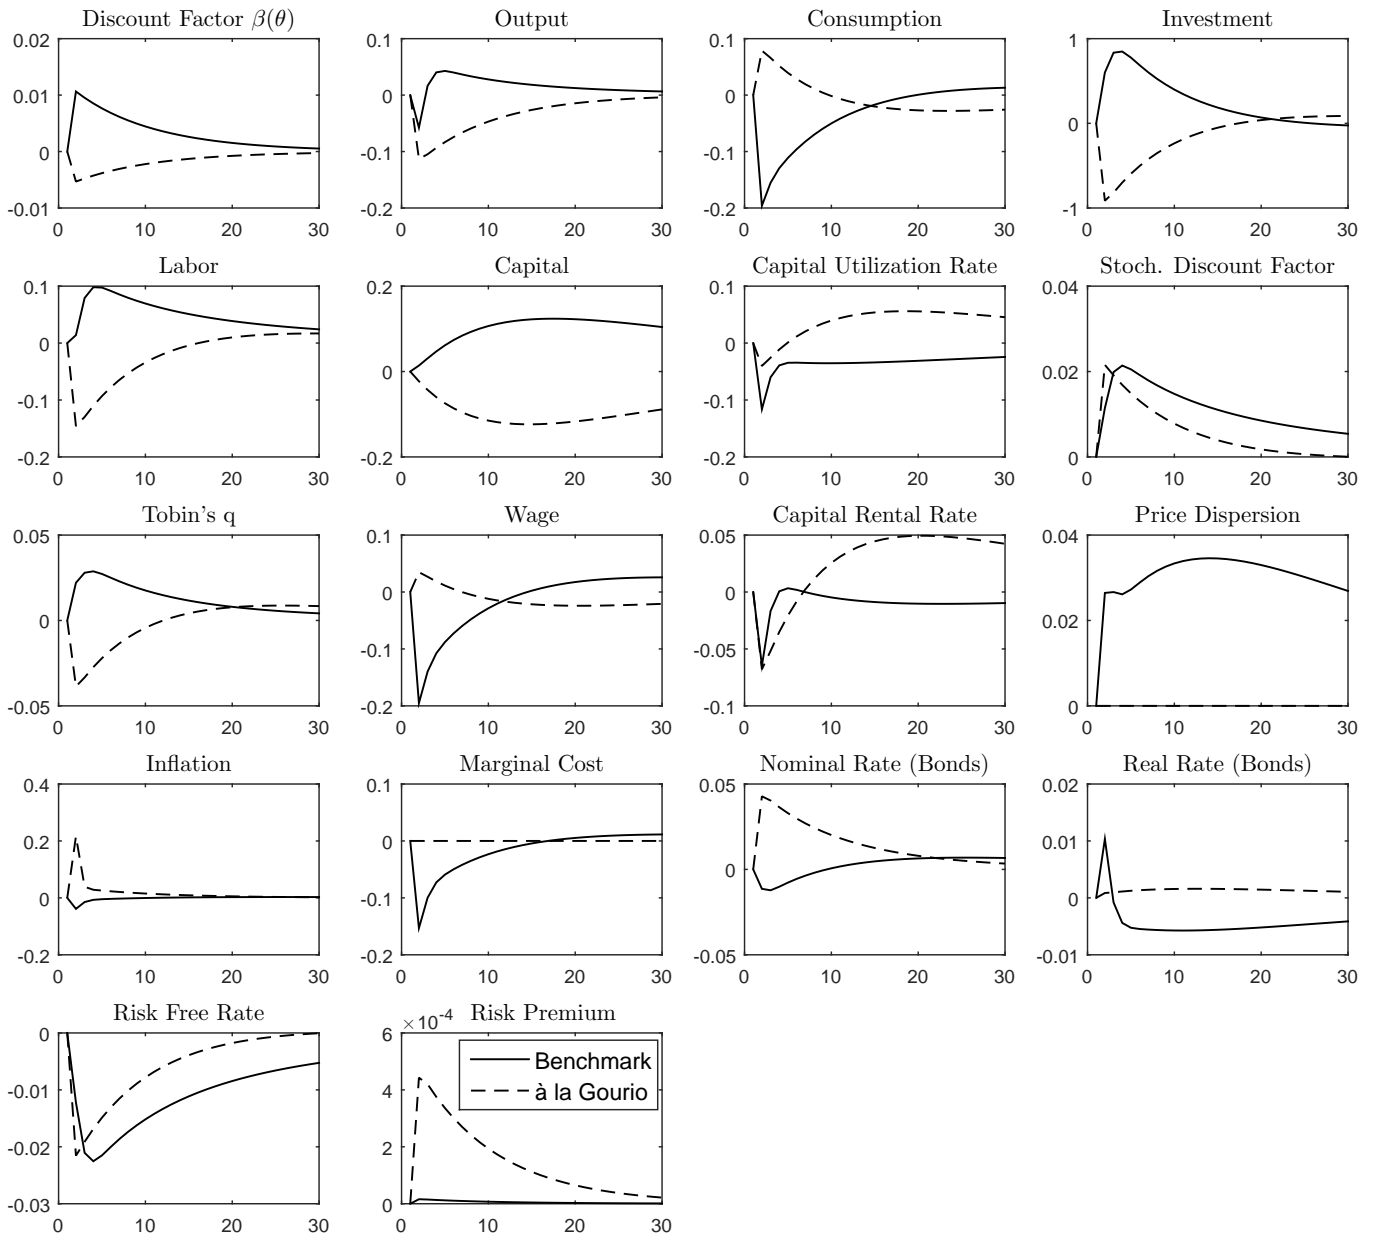 Discount Factor β(θ)
0.02
0.01
0
-0.01
0 10 20 30
Output
0.1
0
-0.1
-0.2
0 10 20 30
Consumption
0.1
0
-0.1
-0.2
0 10 20 30
Investment
1
0
-1
0 10 20 30
Labor
0.1
0
-0.1
-0.2
0 10 20 30
Capital
0.2
0
-0.2
0 10 20 30
Capital Utilization Rate
0.1
0
-0.1
-0.2
0 10 20 30
Stoch. Discount Factor
0.04
0.02
0
0 10 20 30
Tobin's q
0.05
0
-0.05
0 10 20 30
Wage
0.1
0
-0.1
-0.2
0 10 20 30
Capital Rental Rate
0.05
0
-0.05
-0.1
0 10 20 30
Price Dispersion
0.04
0.02
0
0 10 20 30
Inflation
0.4
0.2
0
-0.2
0 10 20 30
Marginal Cost
0.1
0
-0.1
-0.2
0 10 20 30
Nominal Rate (Bonds)
0.05
0
-0.05
0 10 20 30
Real Rate (Bonds)
0.02
0.01
0
-0.01
0 10 20 30
Risk Free Rate
0
-0.01
-0.02
-0.03
0 10 20 30
×10^-4 Risk Premium
6
4
2
0
0 10 20 30
Benchmark
à la Gourio